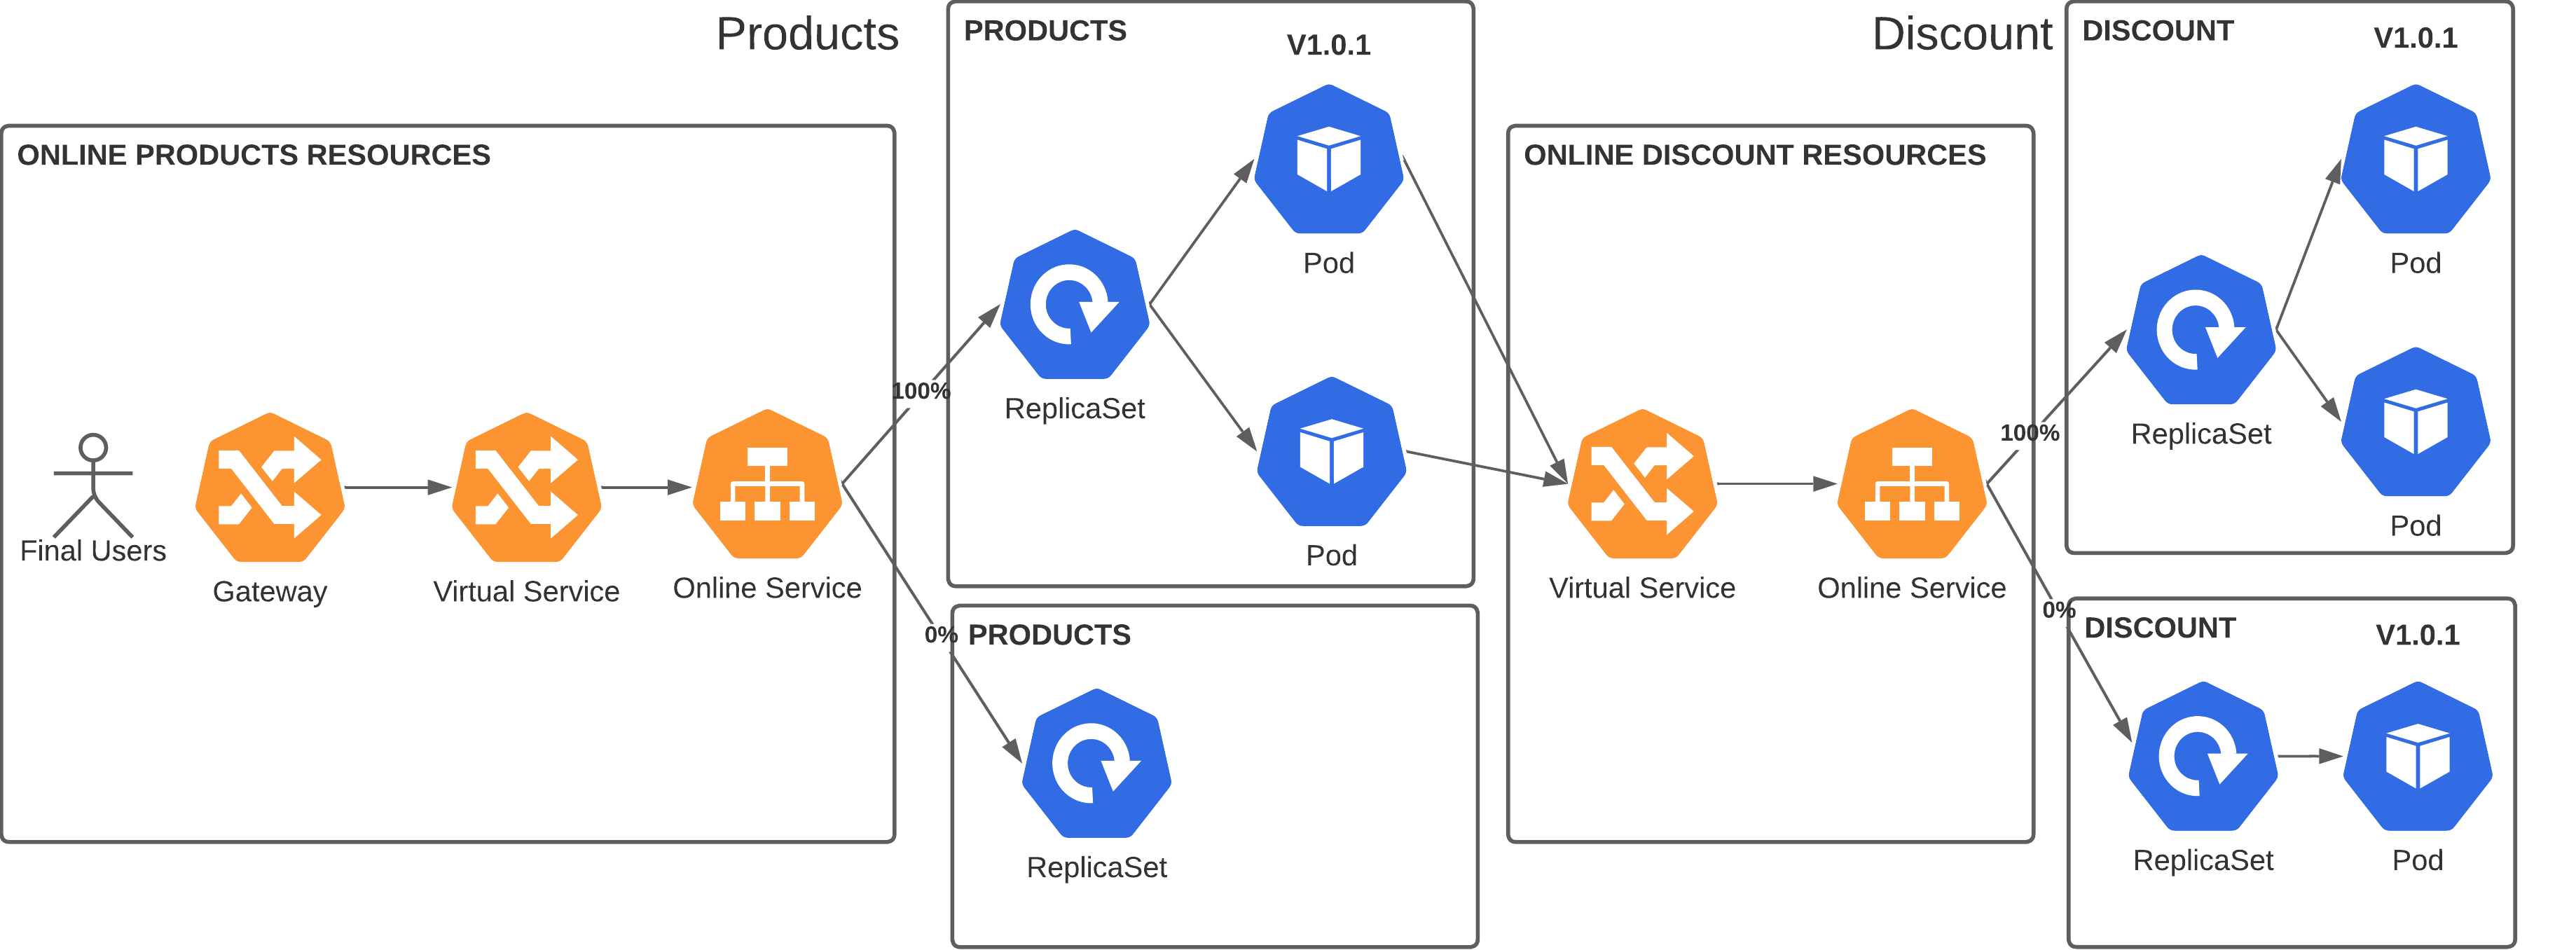 Products
PRODUCTS
V1.0.1
Pod
ReplicaSet
Pod
Discount
DISCOUNT
V1.0.1
Pod
ReplicaSet
Pod
ONLINE PRODUCTS RESOURCES
Final Users
Gateway
Virtual Service
Online Service
100%
0%
PRODUCTS
ReplicaSet
ONLINE DISCOUNT RESOURCES
Virtual Service
Online Service
100%
0%
DISCOUNT
V1.0.1
ReplicaSet
Pod